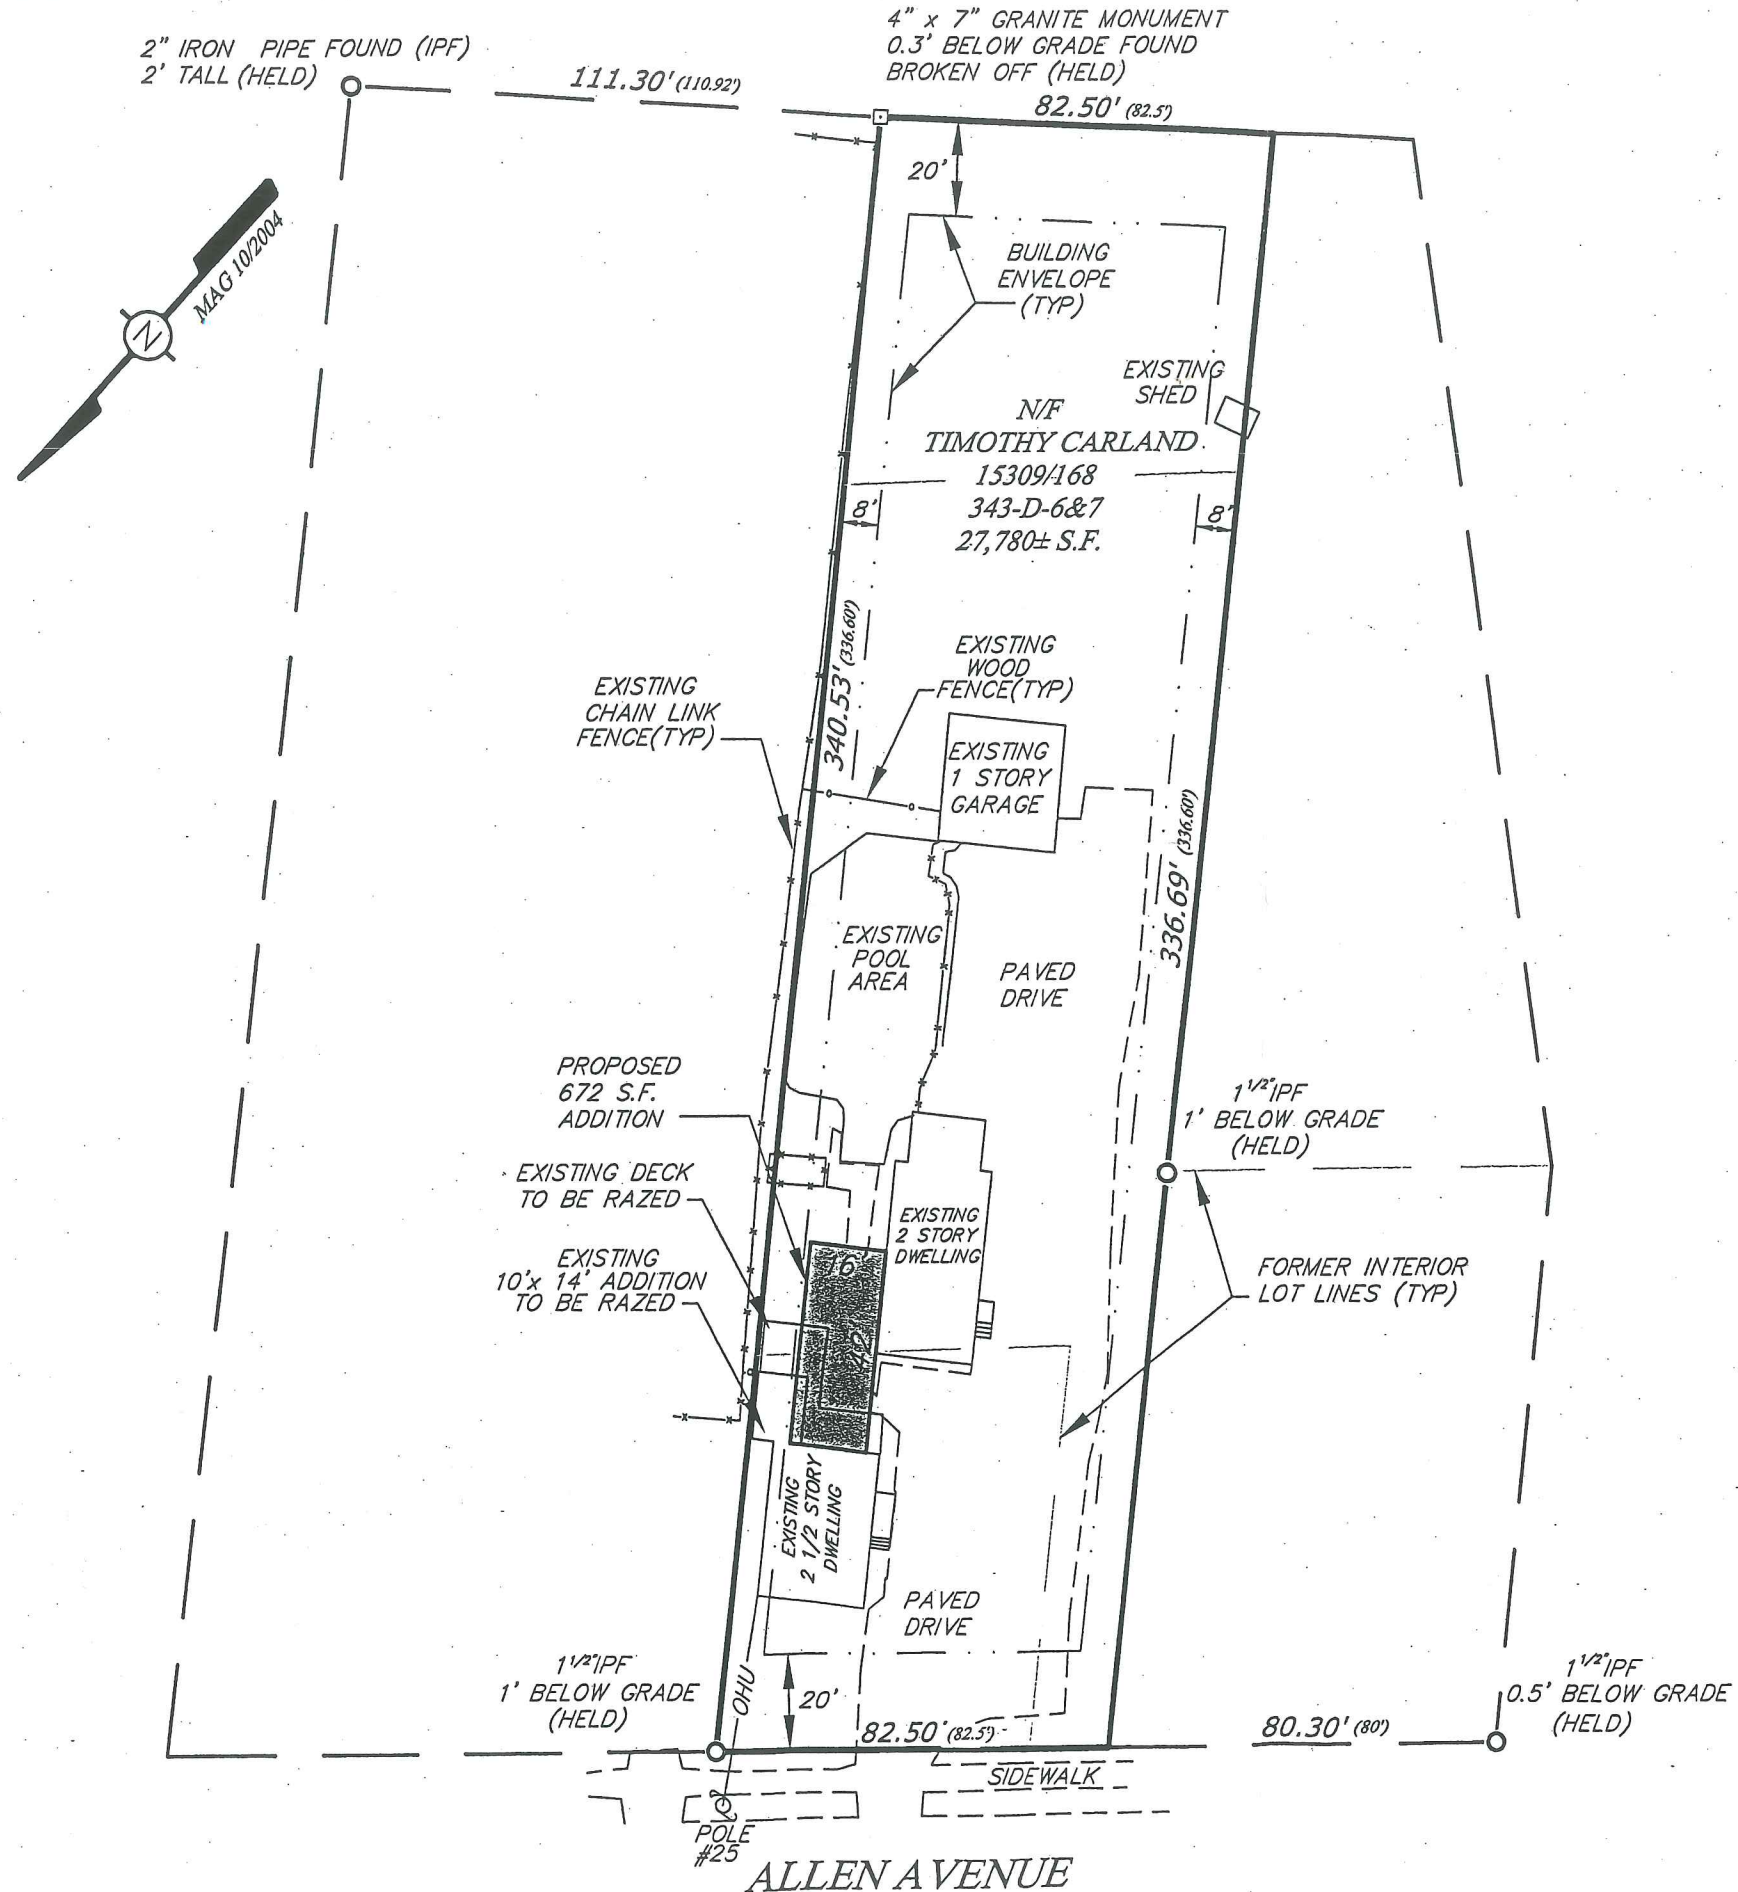 4" x 7" GRANITE MONUMENT
0.3' BELOW GRADE FOUND
BROKEN OFF (HELD)
2" IRON PIPE FOUND (IPF)
2' TALL (HELD)
111.30' (110.92')
82.50' (82.5')
20'
MAG 10/2004
N
BUILDING
ENVELOPE
(TYP)
EXISTING
SHED
N/F
TIMOTHY CARLAND
15309/168
343-D-6&7
27,780± S.F.
8'
8'
340.53' (336.60')
EXISTING
WOOD
FENCE(TYP)
EXISTING
CHAIN LINK
FENCE(TYP)
EXISTING
1 STORY
GARAGE
336.69' (336.60')
EXISTING
POOL
AREA
PAVED
DRIVE
PROPOSED
672 S.F.
ADDITION
1 1/2" IPF
1' BELOW GRADE
(HELD)
EXISTING DECK
TO BE RAZED
EXISTING
2 STORY
DWELLING
EXISTING
10'x 14' ADDITION
TO BE RAZED
16'
42'
FORMER INTERIOR
LOT LINES (TYP)
EXISTING
2 1/2 STORY
DWELLING
PAVED
DRIVE
1 1/2" IPF
1' BELOW GRADE
(HELD)
OHU
20'
82.50' (82.5')
80.30' (80')
1 1/2" IPF
0.5' BELOW GRADE
(HELD)
SIDEWALK
POLE
#25
ALLEN AVENUE